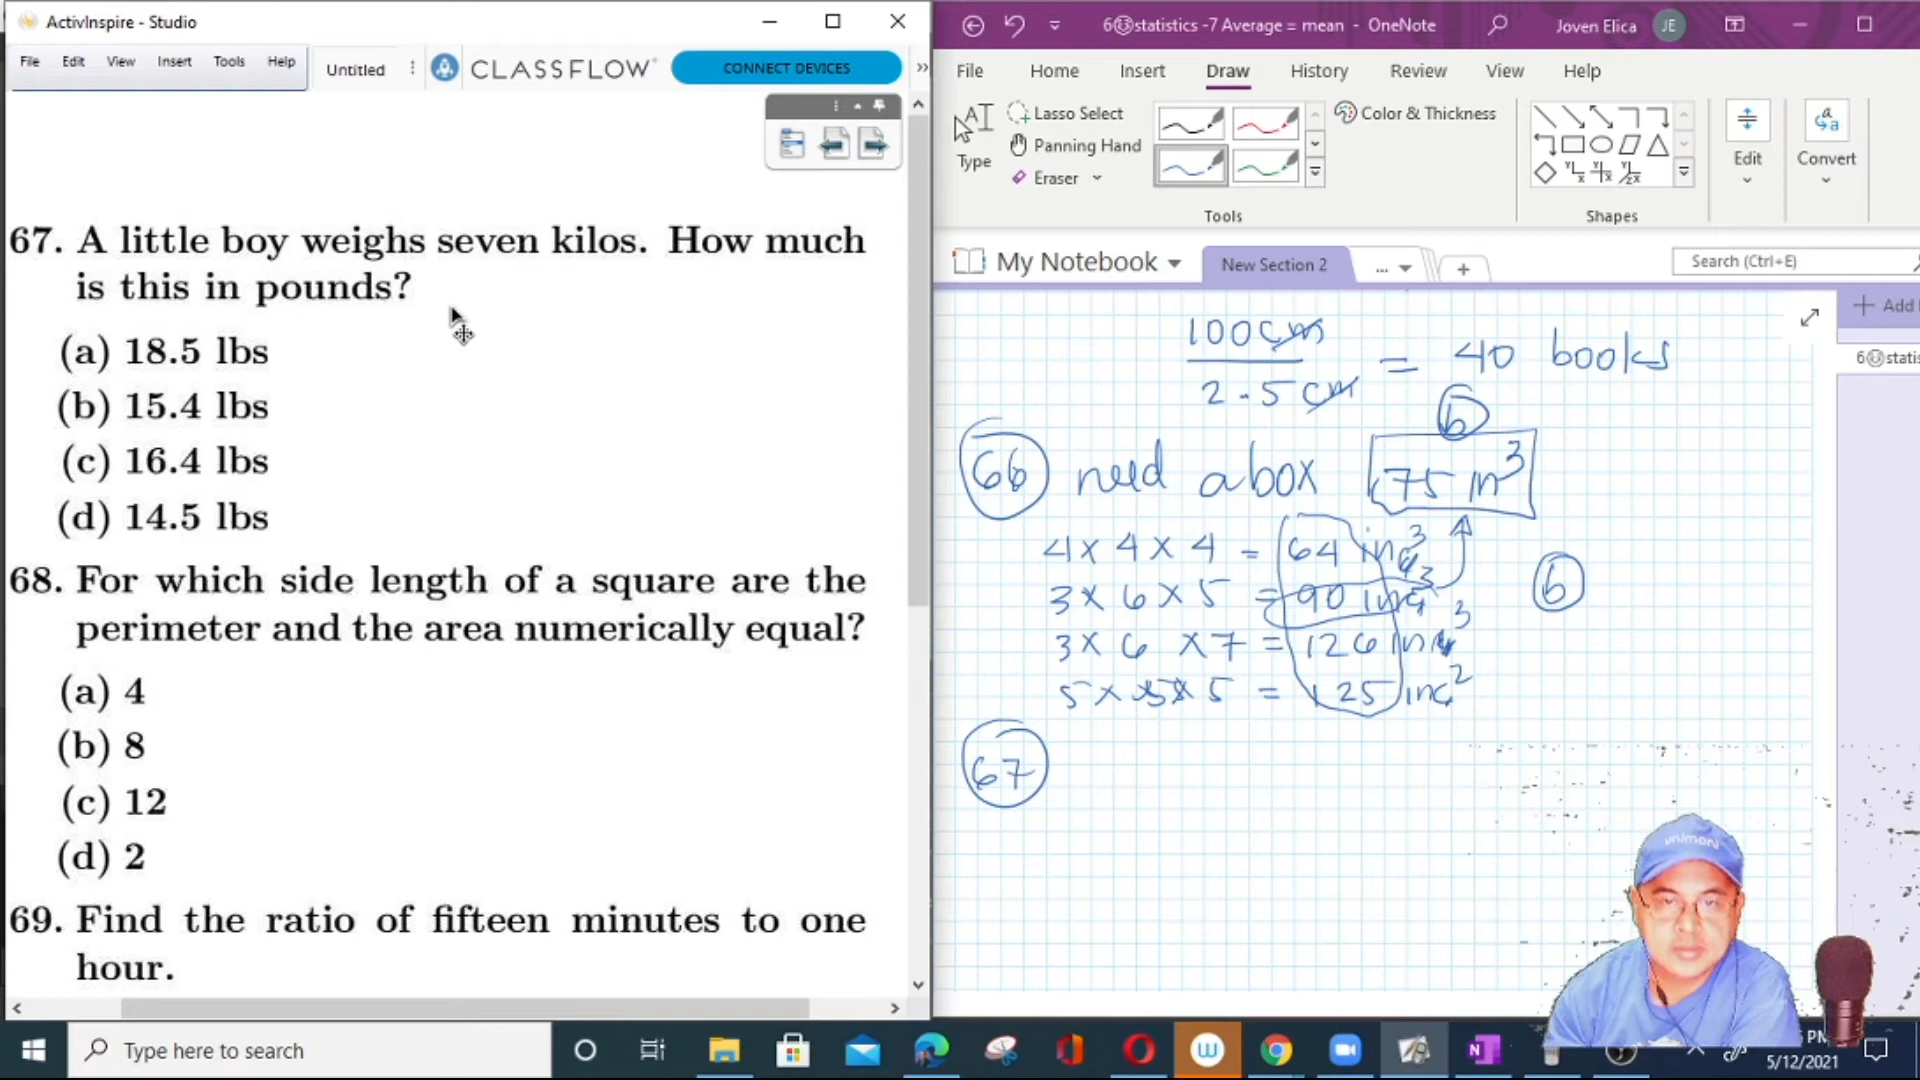 ActivInspire - Studio
File Edit View Insert Tools Help
Untitled
CLASSFLOW
CONNECT DEVICES
67. A little boy weighs seven kilos. How much
is this in pounds?
(a) 18.5 lbs
(b) 15.4 lbs
(c) 16.4 lbs
(d) 14.5 lbs
68. For which side length of a square are the
perimeter and the area numerically equal?
(a) 4
(b) 8
(c) 12
(d) 2
69. Find the ratio of fifteen minutes to one
hour.
statistics -7 Average = mean - OneNote
Joven Elica JE
File Home Insert Draw History Review View Help
Type
Lasso Select
Panning Hand
Eraser
Color & Thickness
Edit
Convert
Tools
Shapes
My Notebook
New Section 2
...
Search (Ctrl+E)
Add
100cm
2.5cm
= 40 books
b
66 need a box 75 in³
4 x 4 x 4 = 64
3 x 6 x 5 = 90
b
3 x 6 x 7 = 126
5 x 5 x 5 = 125
67
unimoni
Type here to search
PM
5/12/2021